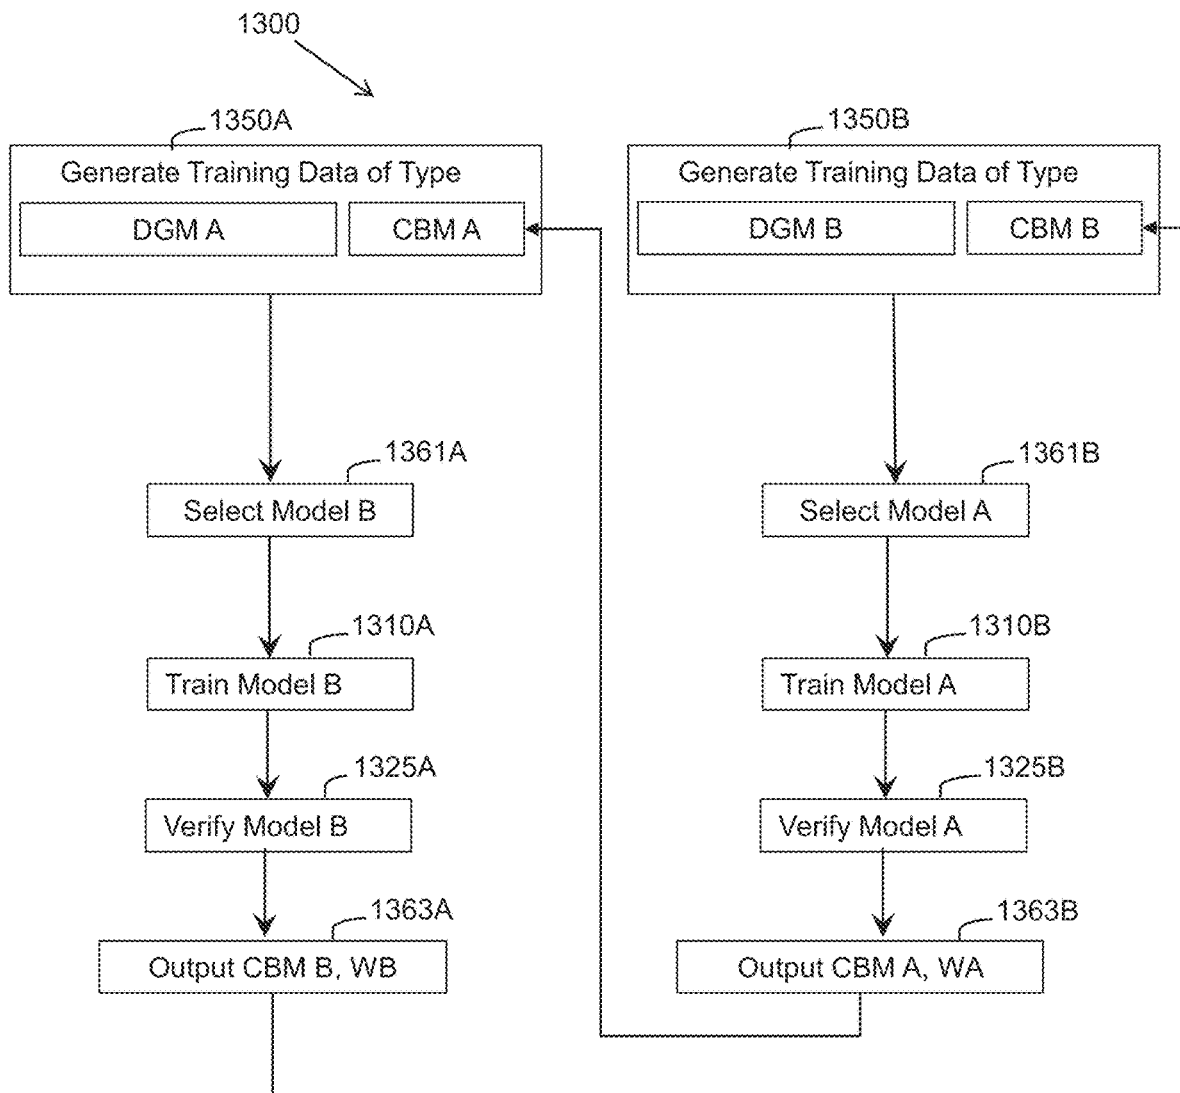 1300
1350A
Generate Training Data of Type
DGM A
CBM A
1361A
Select Model B
1310A
Train Model B
1325A
Verify Model B
1363A
Output CBM B, WB
1350B
Generate Training Data of Type
DGM B
CBM B
1361B
Select Model A
1310B
Train Model A
1325B
Verify Model A
1363B
Output CBM A, WA